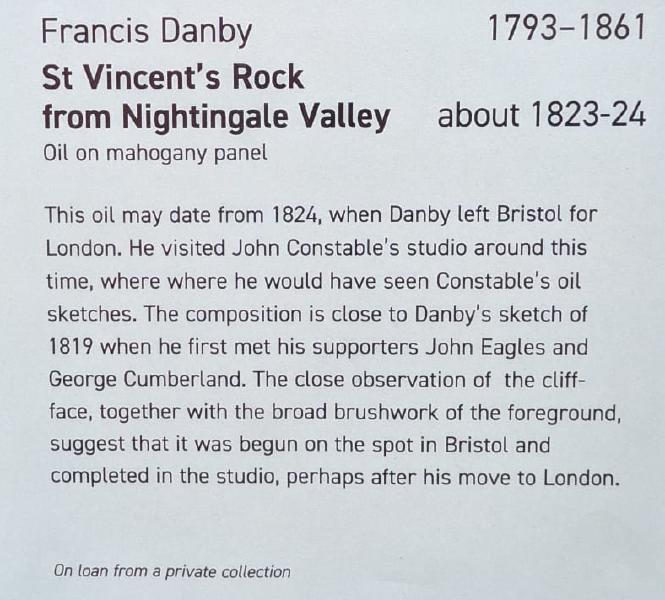 Francis Danby 1793–1861
St Vincent's Rock
from Nightingale Valley about 1823-24
Oil on mahogany panel
This oil may date from 1824, when Danby left Bristol for
London. He visited John Constable's studio around this
time, where where he would have seen Constable's oil
sketches. The composition is close to Danby's sketch of
1819 when he first met his supporters John Eagles and
George Cumberland. The close observation of the cliff-
face, together with the broad brushwork of the foreground,
suggest that it was begun on the spot in Bristol and
completed in the studio, perhaps after his move to London.
On loan from a private collection